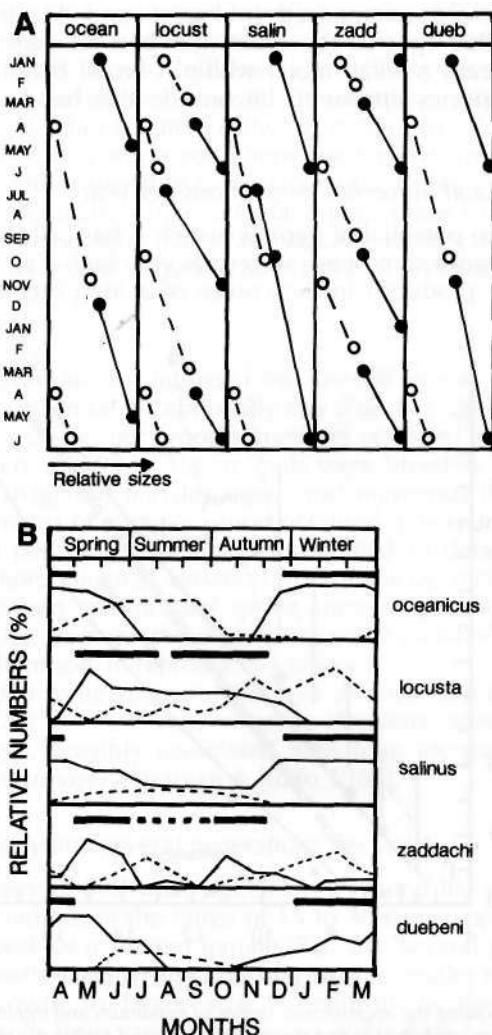 A
ocean locust salin zadd dueb
JAN
MAR
A
MAY
J
JUL
A
SEP
O
NOV
D
JAN
F
MAR
A
MAY
J
Relative sizes
B
Spring Summer Autumn Winter
RELATIVE NUMBERS (%)
oceanicus
locusta
salinus
zaddachi
duebeni
A M J J A S O N D J F M
MONTHS